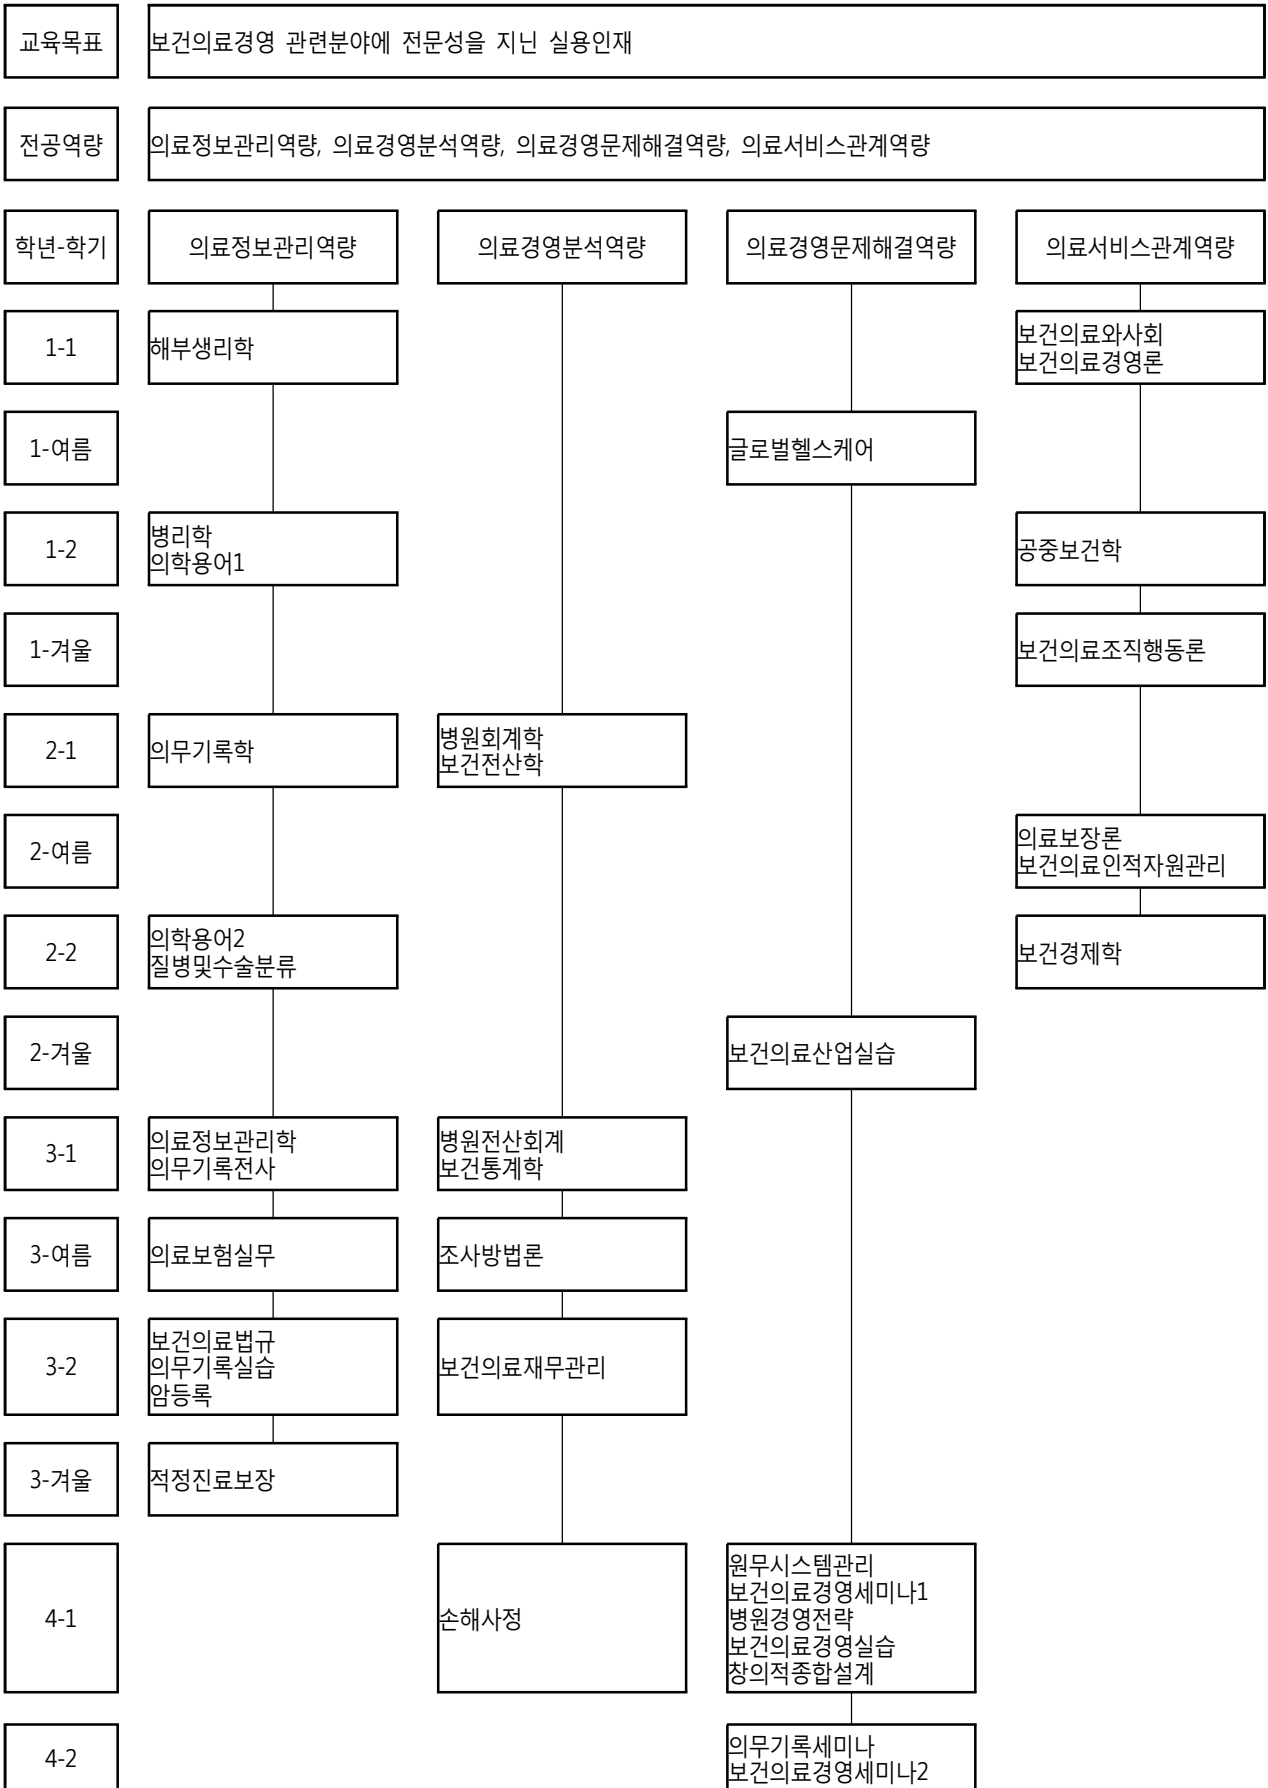 교육목표
보건의료경영 관련분야에 전문성을 지닌 실용인재
전공역량
의료정보관리역량, 의료경영분석역량, 의료경영문제해결역량, 의료서비스관계역량
학년-학기
의료정보관리역량
의료경영분석역량
의료경영문제해결역량
의료서비스관계역량
1-1
해부생리학
보건의료와사회
보건의료경영론
1-여름
글로벌헬스케어
1-2
병리학
의학용어1
공중보건학
1-겨울
보건의료조직행동론
2-1
의무기록학
병원회계학
보건전산학
2-여름
의료보장론
보건의료인적자원관리
2-2
의학용어2
질병및수술분류
보건경제학
2-겨울
보건의료산업실습
3-1
의료정보관리학
의무기록전사
병원전산회계
보건통계학
3-여름
의료보험실무
조사방법론
3-2
보건의료법규
의무기록실습
암등록
보건의료재무관리
3-겨울
적정진료보장
4-1
손해사정
원무시스템관리
보건의료경영세미나1
병원경영전략
보건의료경영실습
창의적종합설계
4-2
의무기록세미나
보건의료경영세미나2